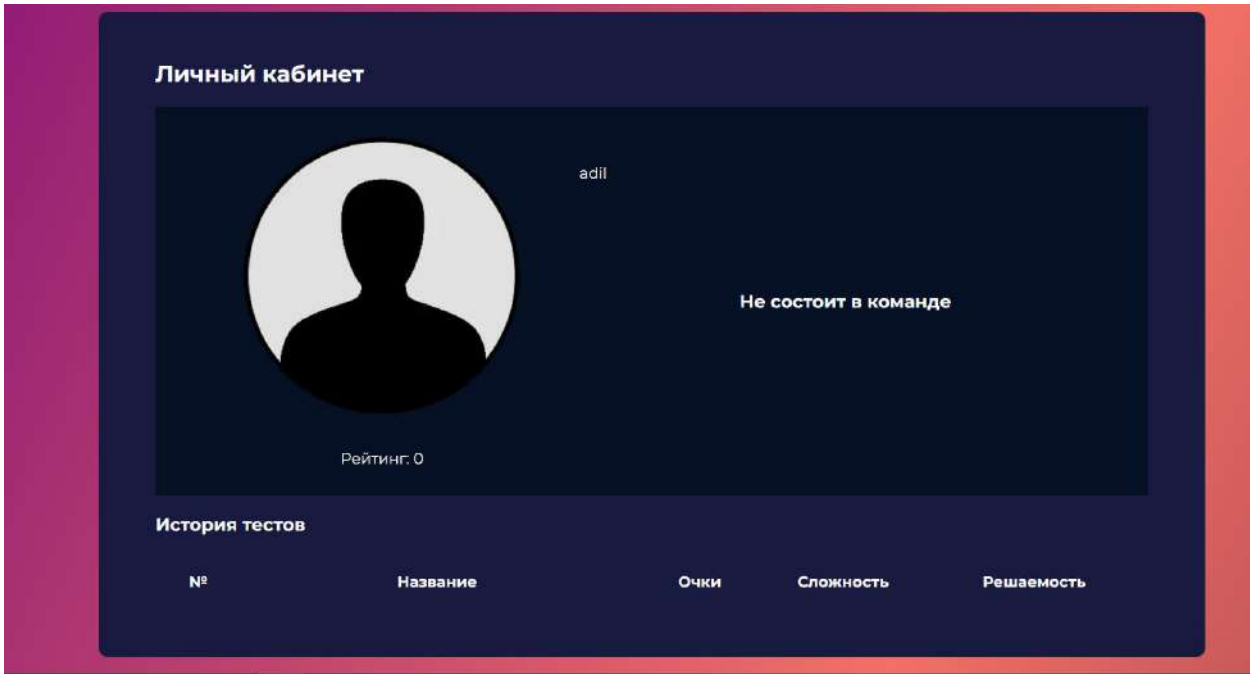 Личный кабинет
adil
Не состоит в команде
Рейтинг: 0
История тестов
№ Название Очки Сложность Решаемость